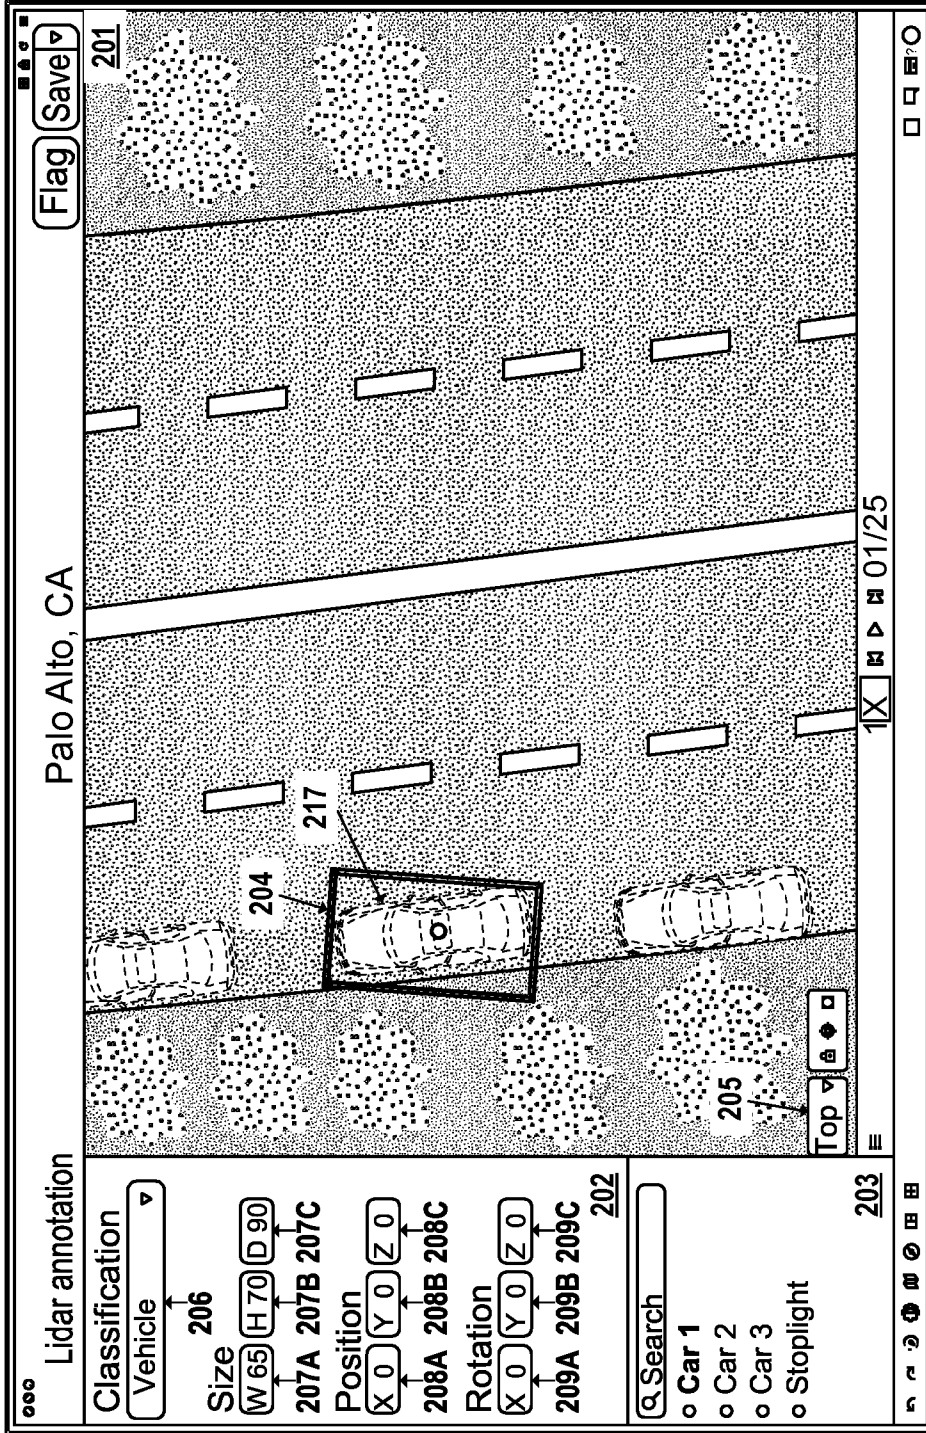 Lidar annotation
Palo Alto, CA
Flag
Save
201
Classification
Vehicle
206
Size
W 65 H 70 D 90
207A 207B 207C
Position
X 0 Y 0 Z 0
208A 208B 208C
Rotation
X 0 Y 0 Z 0
209A 209B 209C
202
Search
Car 1
Car 2
Car 3
Stoplight
203
204
217
205
Top
1X
01/25
?